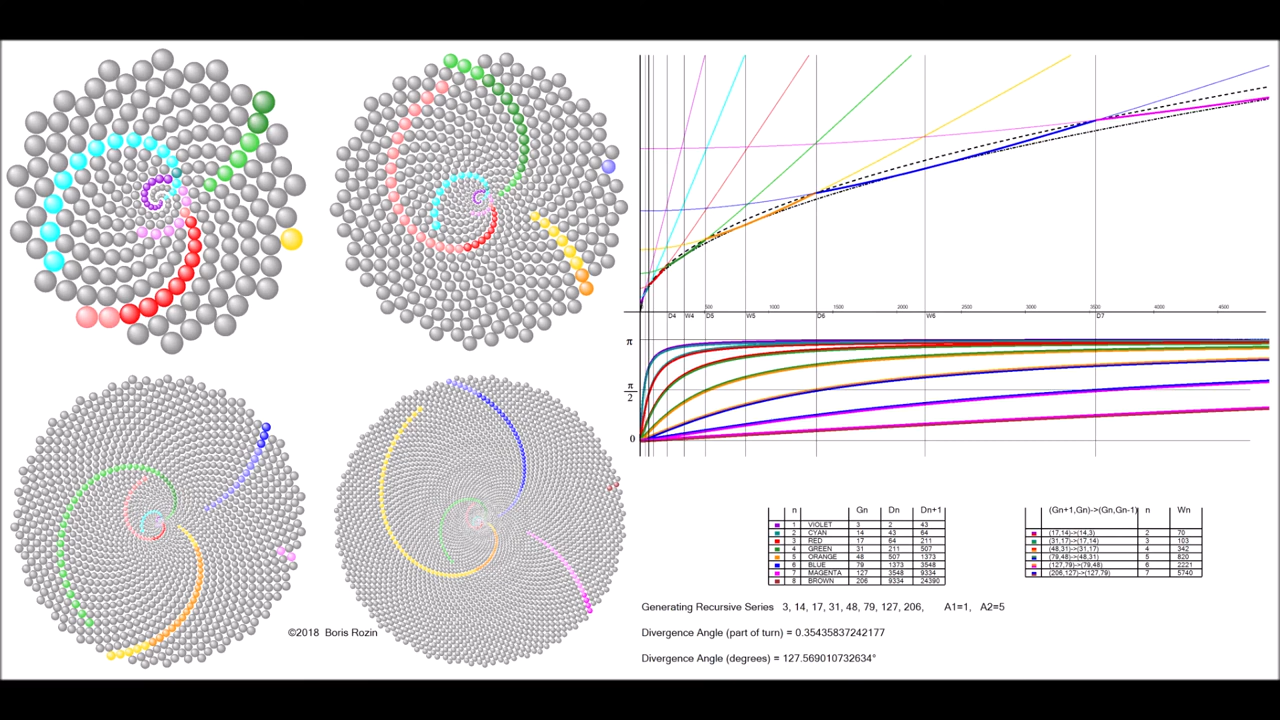 500 1000 1500 2000 2500 3000 3500 4000 4500
D4 W4 D5 W5 D6 W6 D7
π
π
2
0
n Gn Dn Dn+1
1 VIOLET 3 2 43
2 CYAN 14 43 64
3 RED 17 64 211
4 GREEN 31 211 507
5 ORANGE 48 507 1373
6 BLUE 79 1373 3548
7 MAGENTA 127 3548 9334
8 BROWN 206 9334 24390
(Gn+1,Gn)->(Gn,Gn-1) n Wn
(17,14)->(14,3) 2 70
(31,17)->(17,14) 3 103
(48,31)->(31,17) 4 342
(79,48)->(48,31) 5 820
(127,79)->(79,48) 6 2221
(206,127)->(127,79) 7 5740
Generating Recursive Series 3, 14, 17, 31, 48, 79, 127, 206, A1=1, A2=5
©2018 Boris Rozin
Divergence Angle (part of turn) = 0.35435837242177
Divergence Angle (degrees) = 127.569010732634°